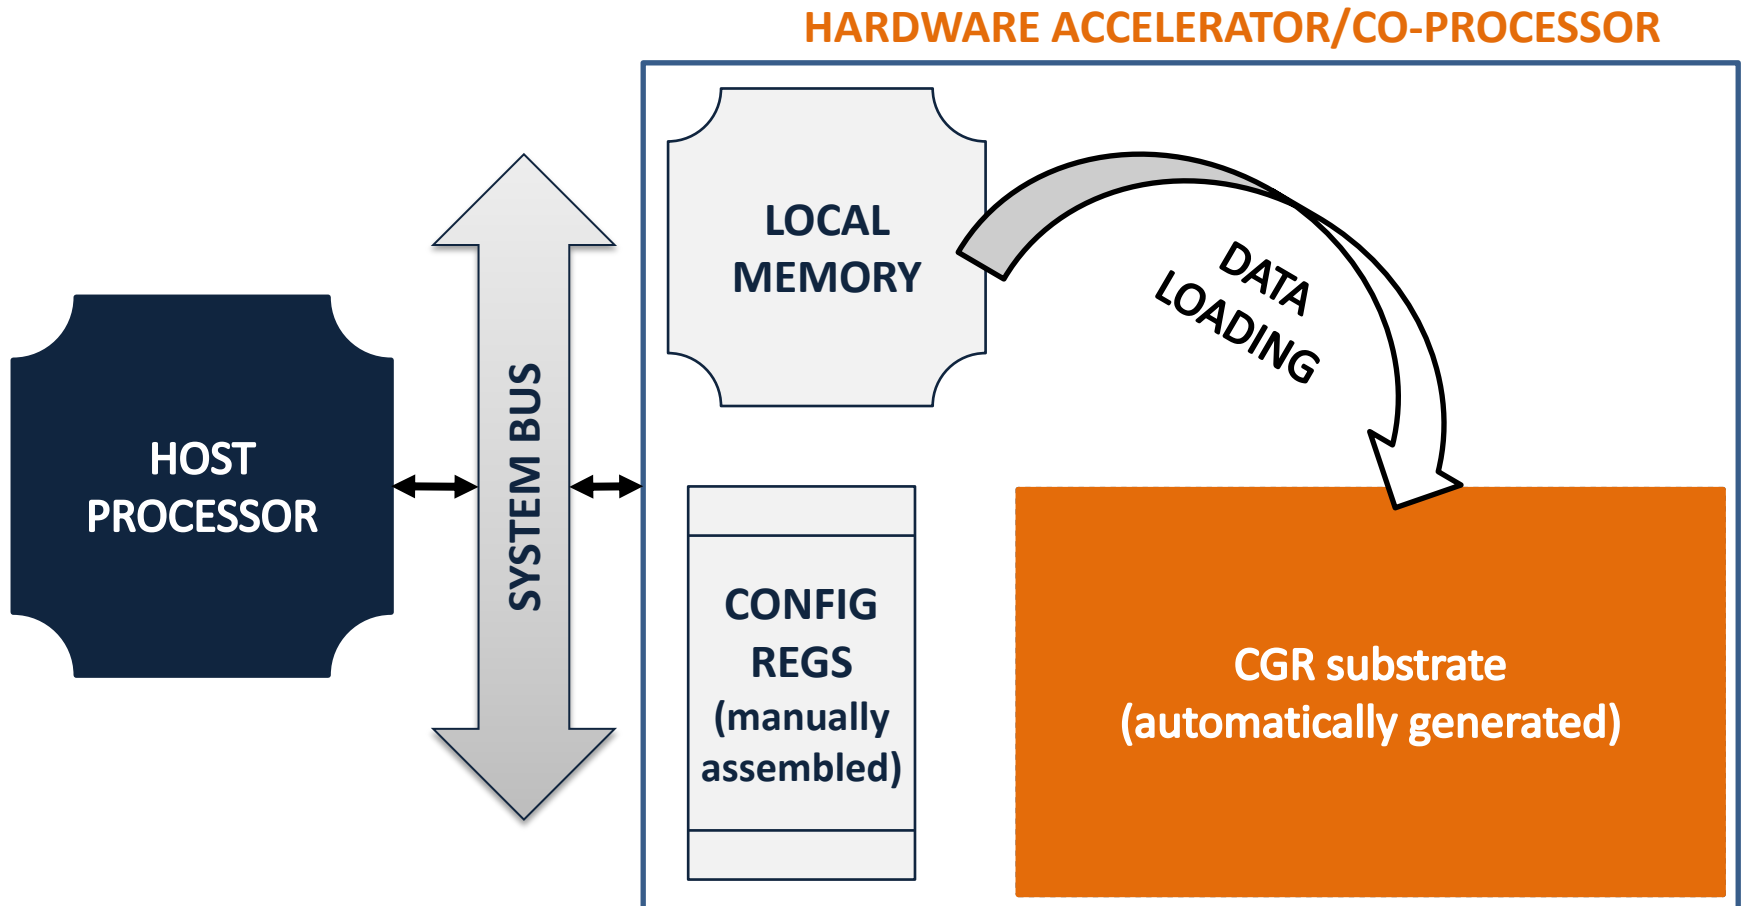 HARDWARE ACCELERATOR/CO-PROCESSOR
LOCAL
MEMORY
DATA
LOADING
HOST
PROCESSOR
SYSTEM BUS
CONFIG
REGS
(manually
assembled)
CGR substrate
(automatically generated)